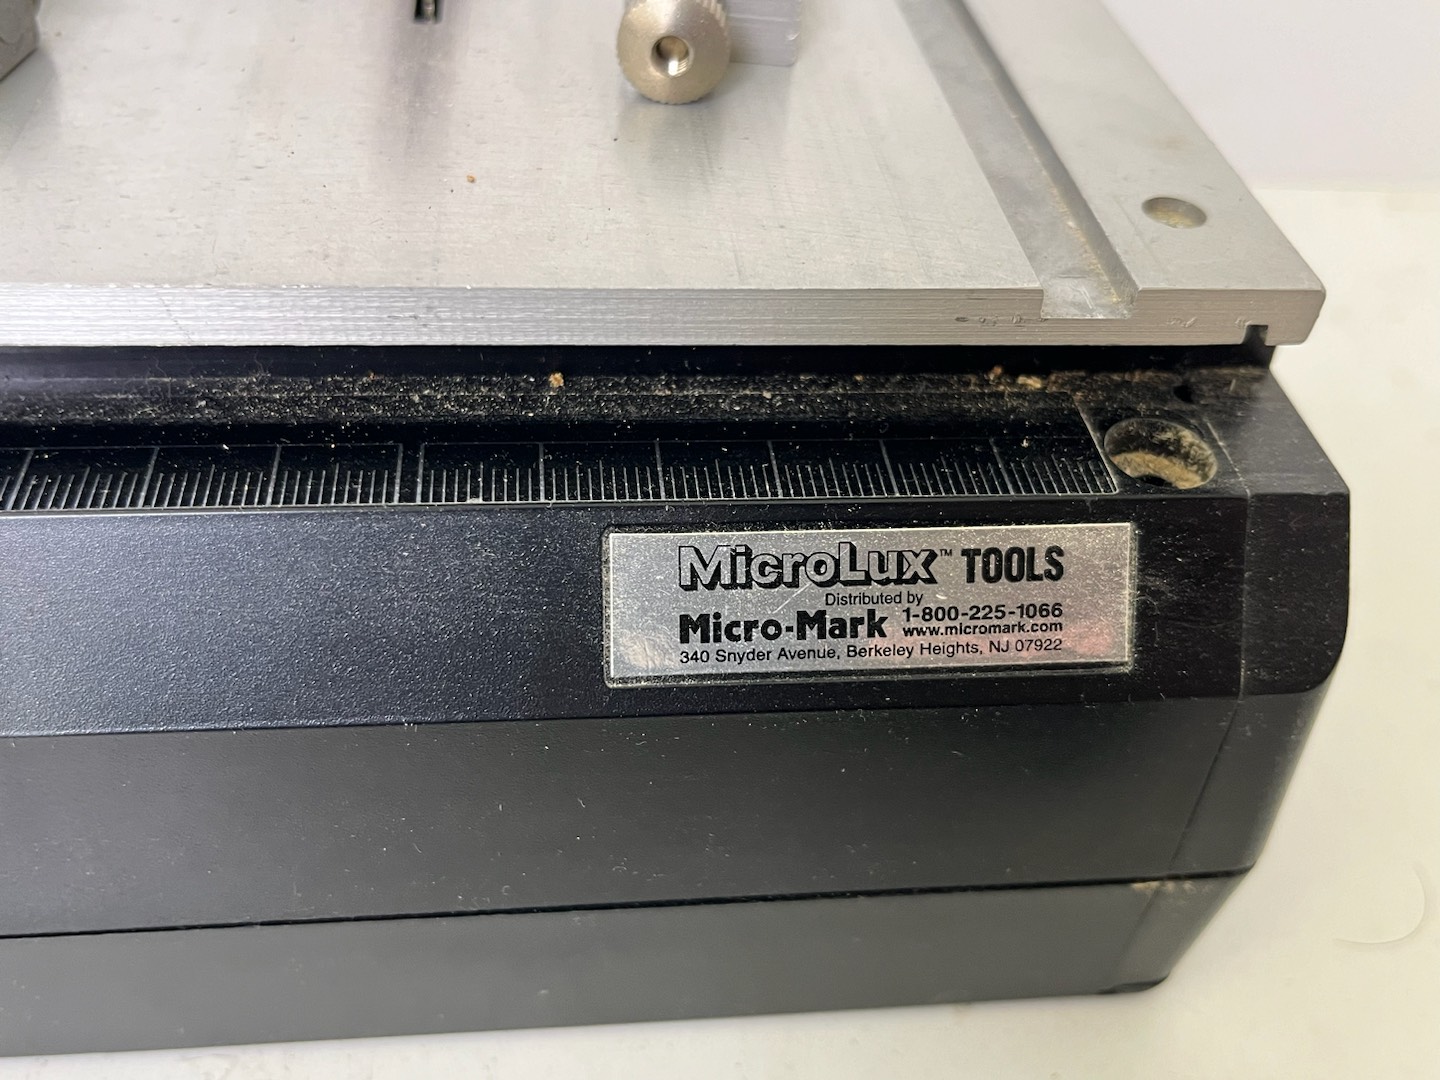 MicroLux™ TOOLS
Distributed by
Micro-Mark 1-800-225-1066
www.micromark.com
340 Snyder Avenue, Berkeley Heights, NJ 07922